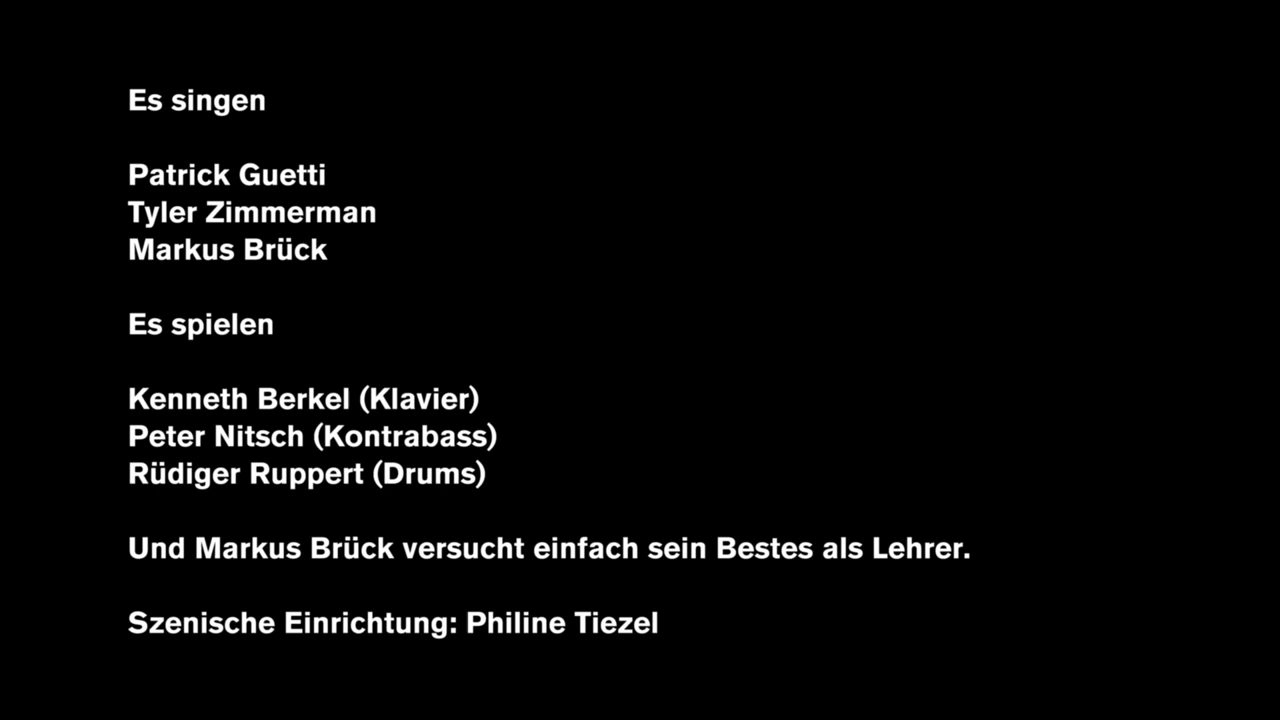 Es singen
Patrick Guetti
Tyler Zimmerman
Markus Brück
Es spielen
Kenneth Berkel (Klavier)
Peter Nitsch (Kontrabass)
Rüdiger Ruppert (Drums)
Und Markus Brück versucht einfach sein Bestes als Lehrer.
Szenische Einrichtung: Philine Tiezel